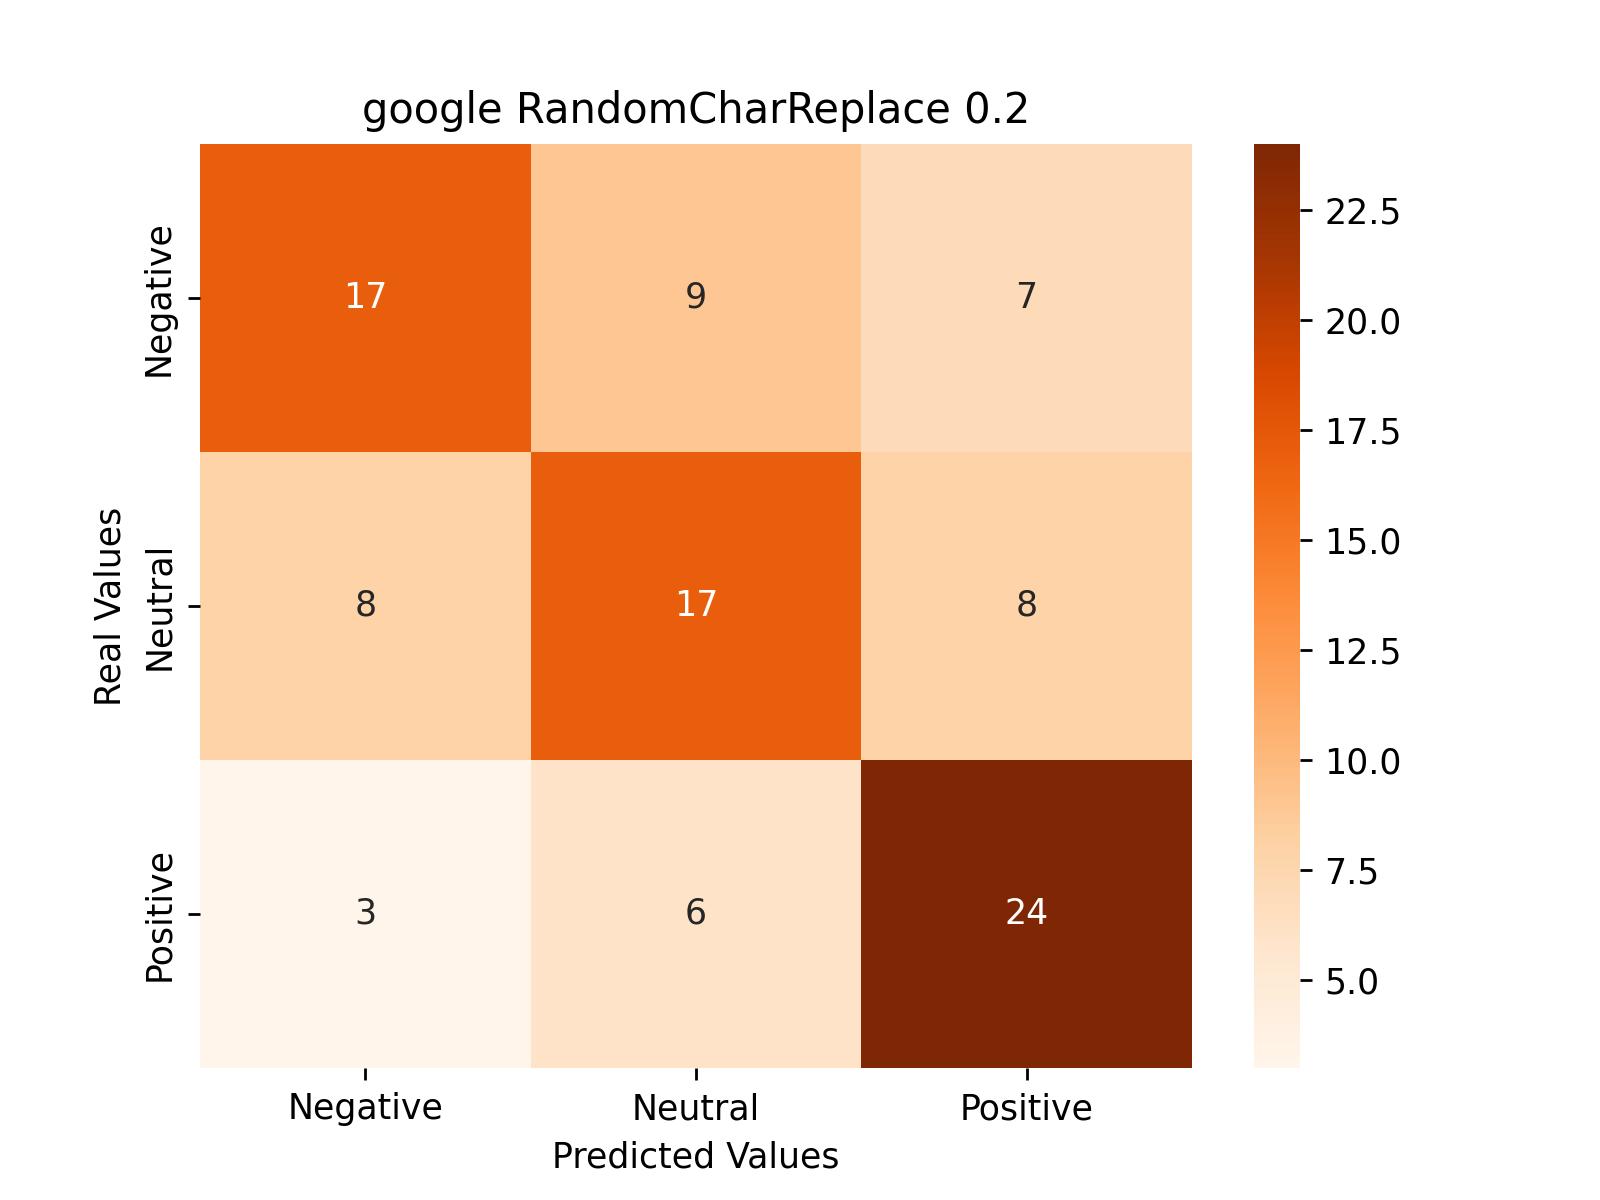 google RandomCharReplace 0.2
Real Values
Negative
17
9
7
Neutral
8
17
8
Positive
3
6
24
Negative
Neutral
Positive
Predicted Values
22.5
20.0
17.5
15.0
12.5
10.0
7.5
5.0